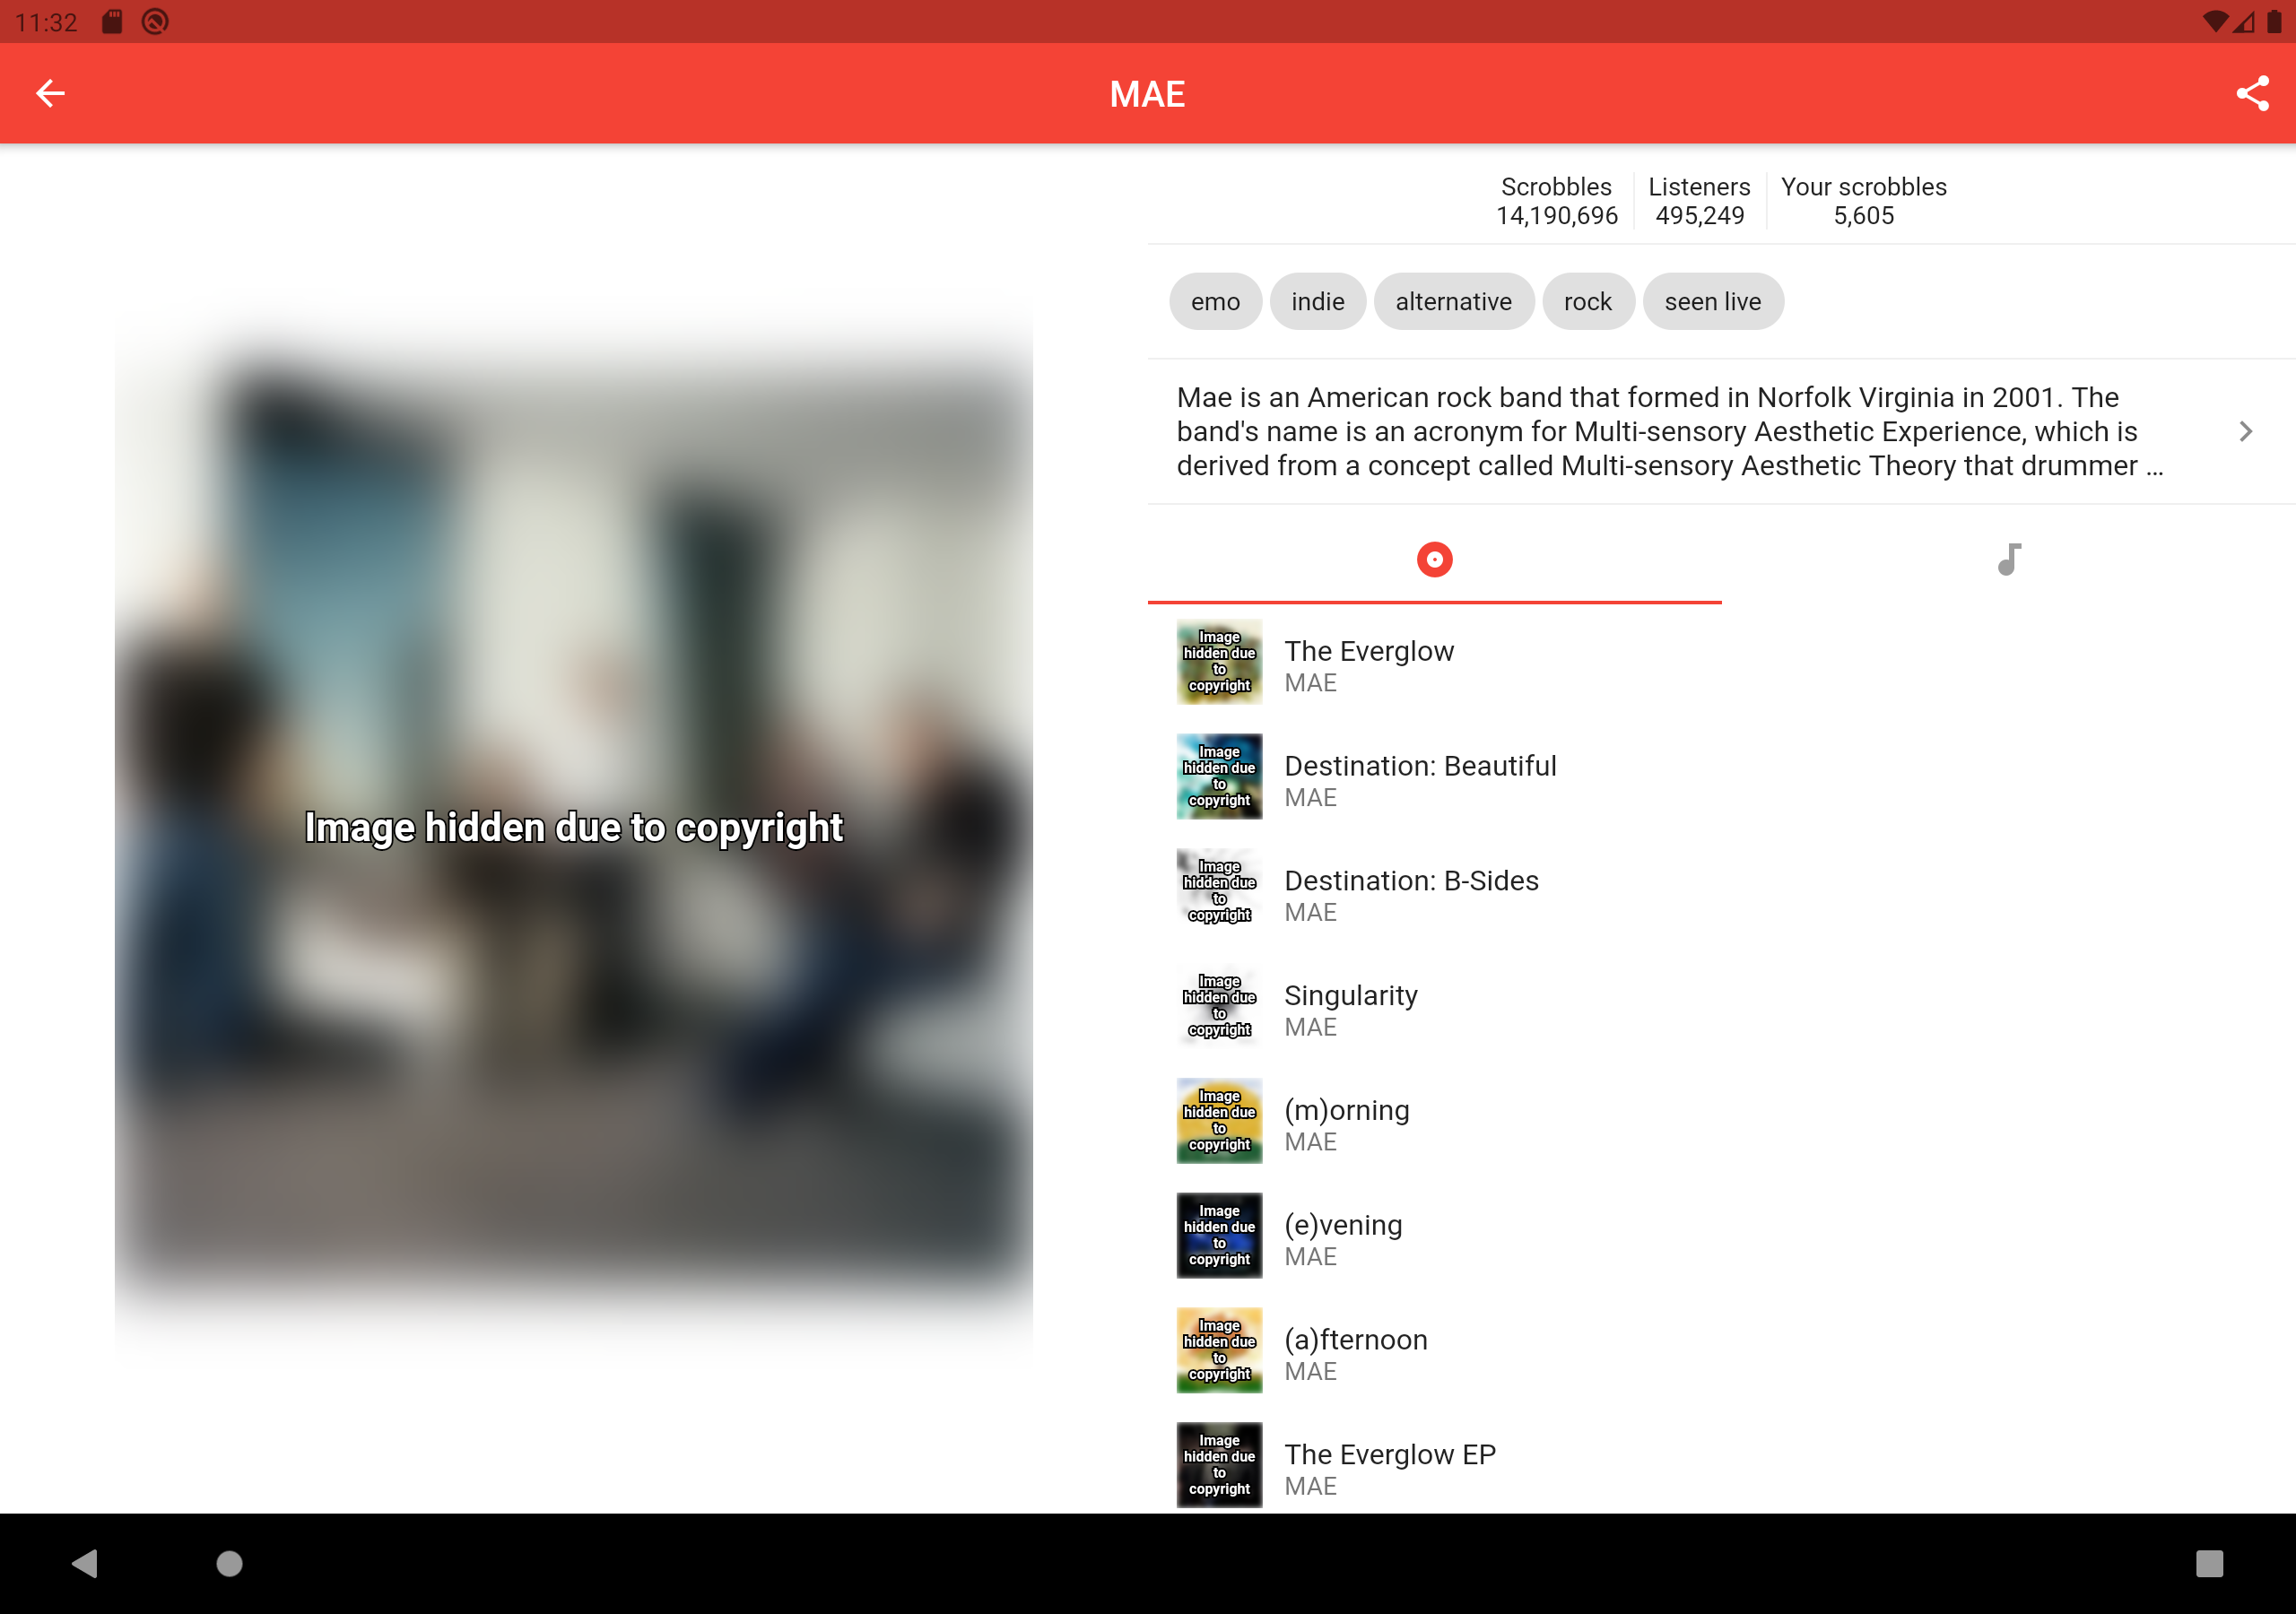 11:32
MAE
Scrobbles
14,190,696
Listeners
495,249
Your scrobbles
5,605
emo
indie
alternative
rock
seen live
Mae is an American rock band that formed in Norfolk Virginia in 2001. The
band's name is an acronym for Multi-sensory Aesthetic Experience, which is
derived from a concept called Multi-sensory Aesthetic Theory that drummer ...
Image hidden due to copyright
Image
hidden due
to
copyright
The Everglow
MAE
Image
hidden due
to
copyright
Destination: Beautiful
MAE
Image
hidden due
to
copyright
Destination: B-Sides
MAE
Image
hidden due
to
copyright
Singularity
MAE
Image
hidden due
to
copyright
(m)orning
MAE
Image
hidden due
to
copyright
(e)vening
MAE
Image
hidden due
to
copyright
(a)fternoon
MAE
Image
hidden due
to
copyright
The Everglow EP
MAE